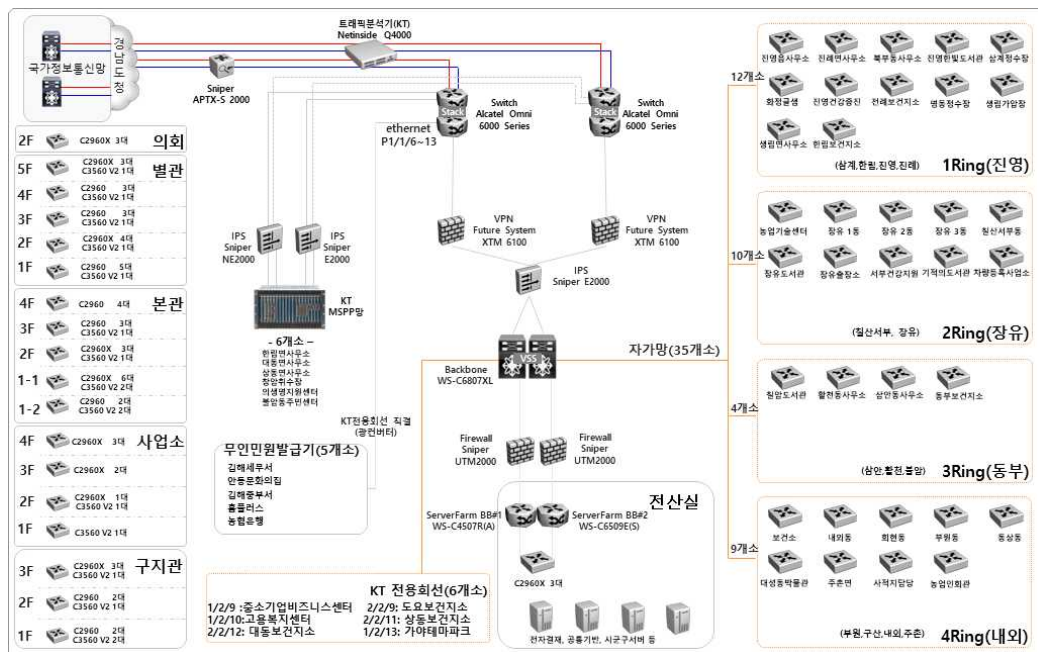 트래픽분석기(KT)
Netinside Q4000
국가정보통신망
경남도청
Sniper
APTX-S 2000
Stack
Switch
Alcatel Omni
6000 Series
Stack
Switch
Alcatel Omni
6000 Series
ethernet
P1/1/6~13
2F C2960X 3대 의회
5F C2960X 3대 별관
C3560 V2 1대
4F C2960 3대
C3560 V2 1대
3F C2960 3대
C3560 V2 1대
2F C2960X 4대
C3560 V2 1대
1F C2960 5대
C3560 V2 1대
4F C2960 4대 본관
3F C2960 3대
C3560 V2 1대
2F C2960X 3대
C3560 V2 1대
1-1 C2960X 6대
C3560 V2 2대
1-2 C2960 2대
C3560 V2 2대
4F C2960X 3대 사업소
3F C2960X 2대
2F C2960X 1대
C3560 V2 1대
1F C3560 V2 1대
3F C2960X 3대 구지관
C3560 V2 1대
2F C2960 2대
C3560 V2 1대
1F C2960 2대
C3560 V2 2대
IPS
Sniper
NE2000
IPS
Sniper
E2000
KT
MSPP망
- 6개소 –
한림면사무소
대동면사무소
상동면사무소
창암취수장
의생명지원센터
불암동주민센터
VPN
Future System
XTM 6100
VPN
Future System
XTM 6100
IPS
Sniper E2000
VSS
Backbone
WS-C6807XL
자가망(35개소)
KT전용회선 직결
(광컨버터)
무인민원발급기(5개소)
김해세무서
안동문화의집
김해중부서
홈플러스
농협은행
Firewall
Sniper
UTM2000
Firewall
Sniper
UTM2000
전산실
ServerFarm BB#1
WS-C4507R(A)
ServerFarm BB#2
WS-C6509E(S)
C2960X 3대
전자결재, 공통기반, 시군구서버 등
KT 전용회선(6개소)
1/2/9 :중소기업비즈니스센터 2/2/9: 도요보건지소
1/2/10:고용복지센터 2/2/11: 상동보건지소
2/2/12: 대동보건지소 1/2/13: 가야테마파크
12개소
진영읍사무소 진례면사무소 북부동사무소 진영한빛도서관 삼계정수장
화정글샘 진영건강증진 진례보건지소 명동정수장 생림가압장
생림면사무소 한림보건지소
(삼계,한림,진영,진례) 1Ring(진영)
10개소
농업기술센터 장유 1동 장유 2동 장유 3동 칠산서부동
장유도서관 장유출장소 서부건강지원 기적의도서관 차량등록사업소
(칠산서부, 장유) 2Ring(장유)
4개소
칠암도서관 활천동사무소 삼안동사무소 동부보건지소
(삼안,활천,불암) 3Ring(동부)
9개소
보건소 내외동 회현동 부원동 동상동
대성동박물관 주촌면 사적지담당 농업인회관
(부원,구산,내외,주촌) 4Ring(내외)